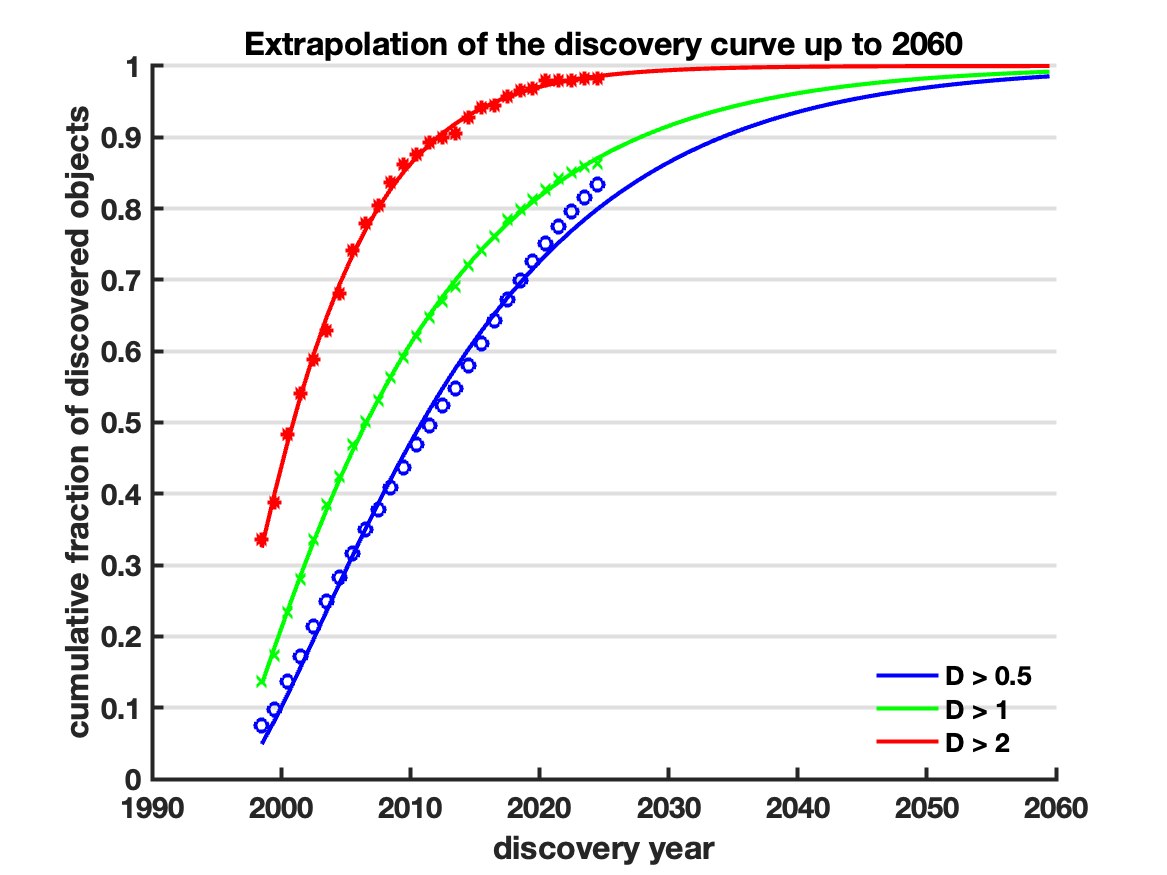 Extrapolation of the discovery curve up to 2060
cumulative fraction of discovered objects
1
0.9
0.8
0.7
0.6
0.5
0.4
0.3
0.2
0.1
0
D > 0.5
D > 1
D > 2
1990 2000 2010 2020 2030 2040 2050 2060
discovery year